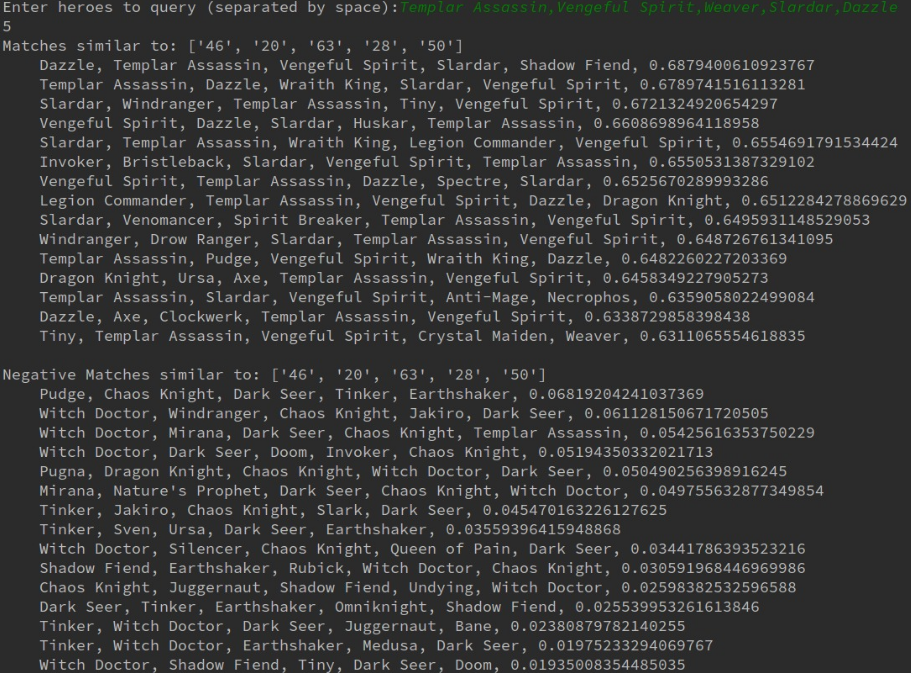 Enter heroes to query (separated by space):Templar Assassin,Vengeful Spirit,Weaver,Slardar,Dazzle
5
Matches similar to: ['46', '20', '63', '28', '50']
Dazzle, Templar Assassin, Vengeful Spirit, Slardar, Shadow Fiend, 0.6879400610923767
Templar Assassin, Dazzle, Wraith King, Slardar, Vengeful Spirit, 0.6789741516113281
Slardar, Windranger, Templar Assassin, Tiny, Vengeful Spirit, 0.6721324920654297
Vengeful Spirit, Dazzle, Slardar, Huskar, Templar Assassin, 0.6608698964118958
Slardar, Templar Assassin, Wraith King, Legion Commander, Vengeful Spirit, 0.6554691791534424
Invoker, Bristleback, Slardar, Vengeful Spirit, Templar Assassin, 0.6550531387329102
Vengeful Spirit, Templar Assassin, Dazzle, Spectre, Slardar, 0.6525670289993286
Legion Commander, Templar Assassin, Vengeful Spirit, Dazzle, Dragon Knight, 0.6512284278869629
Slardar, Venomancer, Spirit Breaker, Templar Assassin, Vengeful Spirit, 0.6495931148529053
Windranger, Drow Ranger, Slardar, Templar Assassin, Vengeful Spirit, 0.648726761341095
Templar Assassin, Pudge, Vengeful Spirit, Wraith King, Dazzle, 0.6482260227203369
Dragon Knight, Ursa, Axe, Templar Assassin, Vengeful Spirit, 0.6458349227905273
Templar Assassin, Slardar, Vengeful Spirit, Anti-Mage, Necrophos, 0.6359058022499084
Dazzle, Axe, Clockwerk, Templar Assassin, Vengeful Spirit, 0.6338729858398438
Tiny, Templar Assassin, Vengeful Spirit, Crystal Maiden, Weaver, 0.6311065554618835
Negative Matches similar to: ['46', '20', '63', '28', '50']
Pudge, Chaos Knight, Dark Seer, Tinker, Earthshaker, 0.06819204241037369
Witch Doctor, Windranger, Chaos Knight, Jakiro, Dark Seer, 0.061128150671720505
Witch Doctor, Mirana, Dark Seer, Chaos Knight, Templar Assassin, 0.05425616353750229
Witch Doctor, Dark Seer, Doom, Invoker, Chaos Knight, 0.05194350332021713
Pugna, Dragon Knight, Chaos Knight, Witch Doctor, Dark Seer, 0.050490256398916245
Mirana, Nature's Prophet, Dark Seer, Chaos Knight, Witch Doctor, 0.049755632877349854
Tinker, Jakiro, Chaos Knight, Slark, Dark Seer, 0.045470163226127625
Tinker, Sven, Ursa, Dark Seer, Earthshaker, 0.03559396415948868
Witch Doctor, Silencer, Chaos Knight, Queen of Pain, Dark Seer, 0.03441786393523216
Shadow Fiend, Earthshaker, Rubick, Witch Doctor, Chaos Knight, 0.030591968446969986
Chaos Knight, Juggernaut, Shadow Fiend, Undying, Witch Doctor, 0.02598382532596588
Dark Seer, Tinker, Earthshaker, Omniknight, Shadow Fiend, 0.025539953261613846
Tinker, Witch Doctor, Dark Seer, Juggernaut, Bane, 0.02380879782140255
Tinker, Witch Doctor, Earthshaker, Medusa, Dark Seer, 0.01975233294069767
Witch Doctor, Shadow Fiend, Tiny, Dark Seer, Doom, 0.01935008354485035